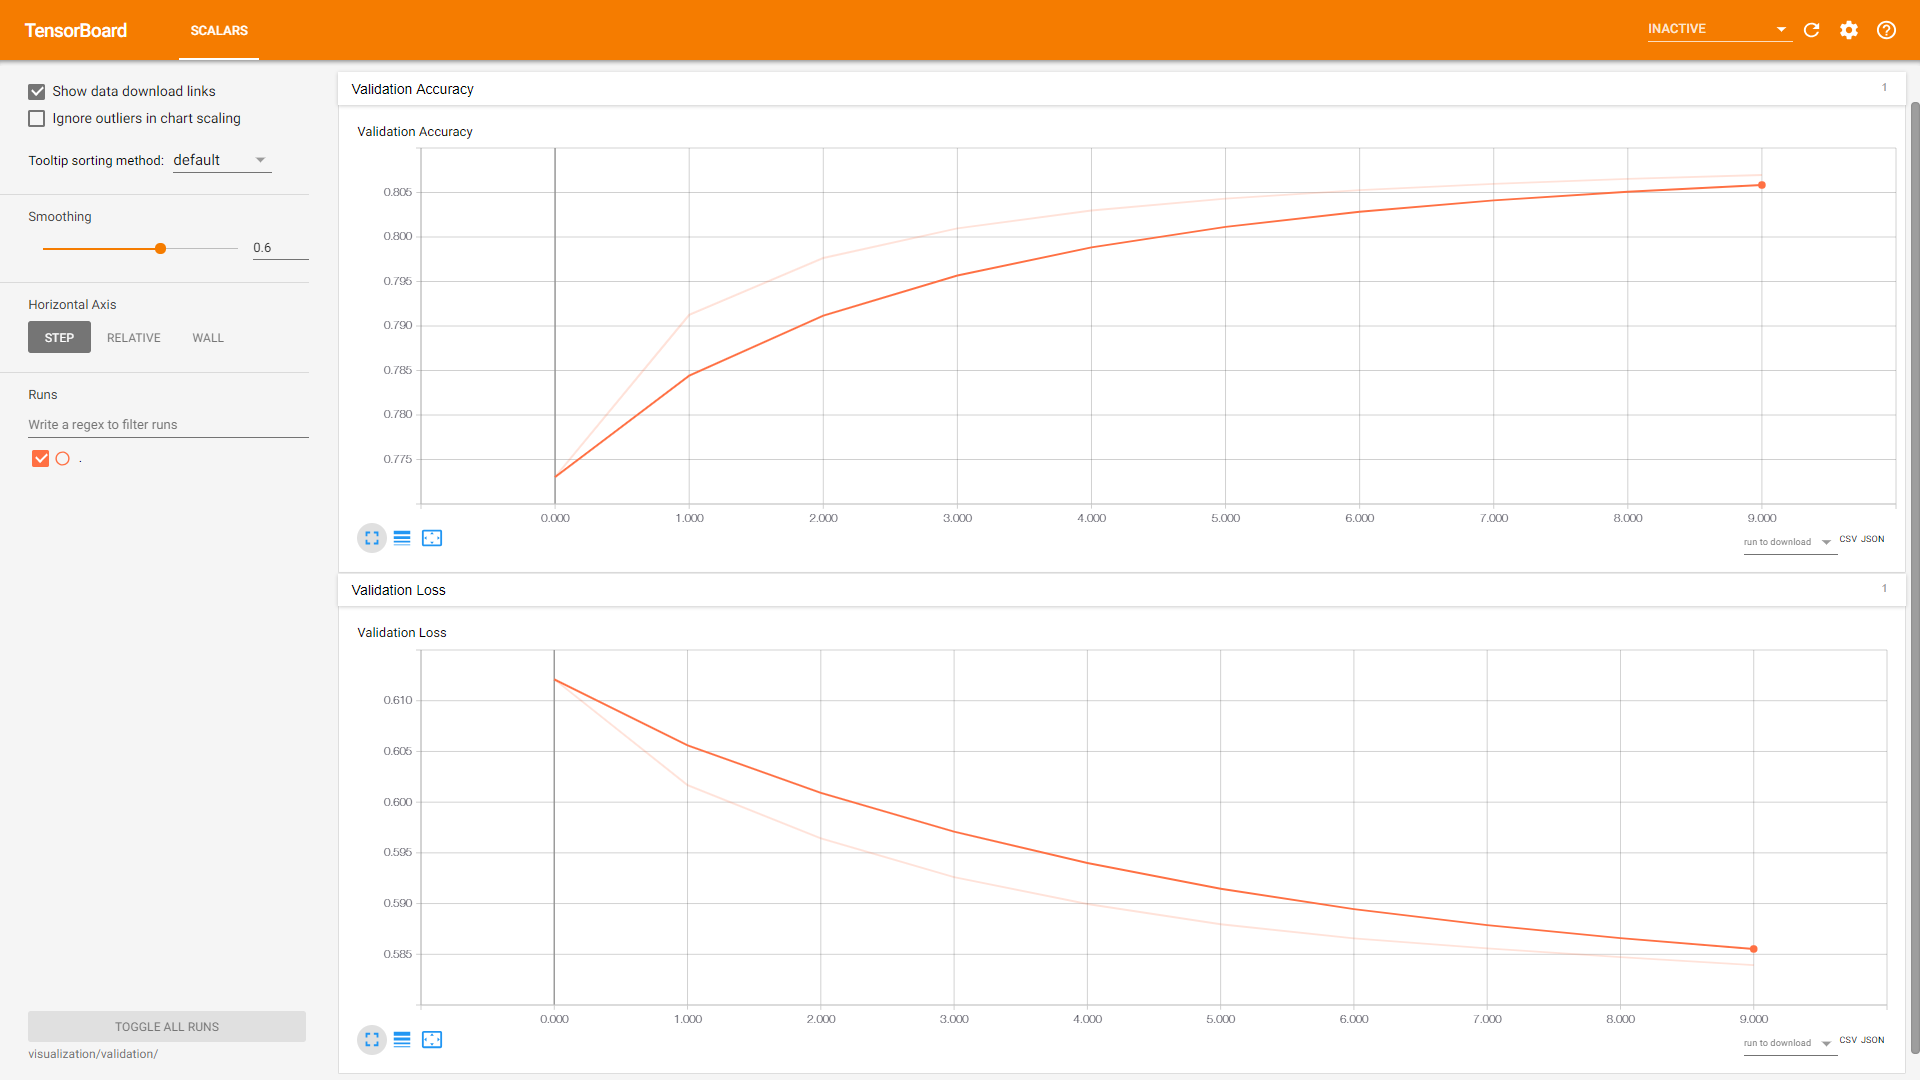 TensorBoard SCALARS INACTIVE
Show data download links
Ignore outliers in chart scaling
Tooltip sorting method: default
Smoothing
0.6
Horizontal Axis
STEP RELATIVE WALL
Runs
Write a regex to filter runs
.
TOGGLE ALL RUNS
visualization/validation/
Validation Accuracy 1
Validation Accuracy
0.805
0.800
0.795
0.790
0.785
0.780
0.775
0.000 1.000 2.000 3.000 4.000 5.000 6.000 7.000 8.000 9.000
run to download CSV JSON
Validation Loss 1
Validation Loss
0.610
0.605
0.600
0.595
0.590
0.585
0.000 1.000 2.000 3.000 4.000 5.000 6.000 7.000 8.000 9.000
run to download CSV JSON